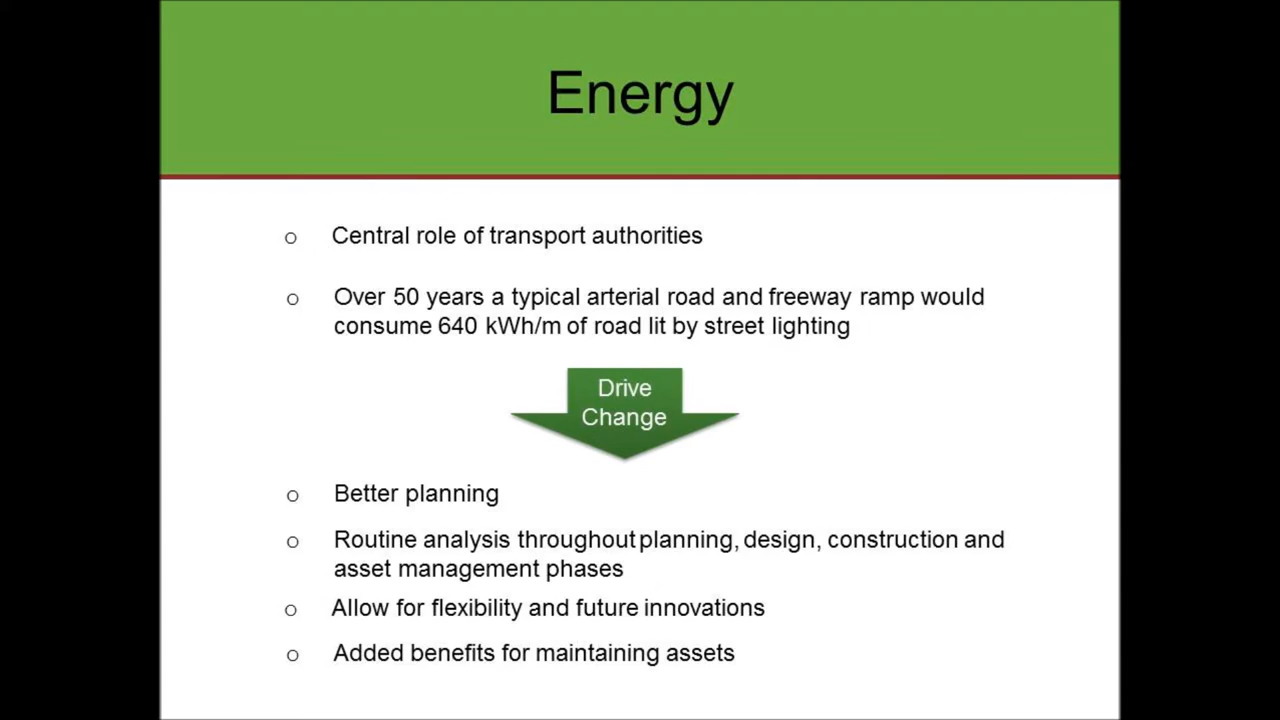 Energy
o Central role of transport authorities
o Over 50 years a typical arterial road and freeway ramp would
consume 640 kWh/m of road lit by street lighting
Drive
Change
o Better planning
o Routine analysis throughout planning, design, construction and
asset management phases
o Allow for flexibility and future innovations
o Added benefits for maintaining assets